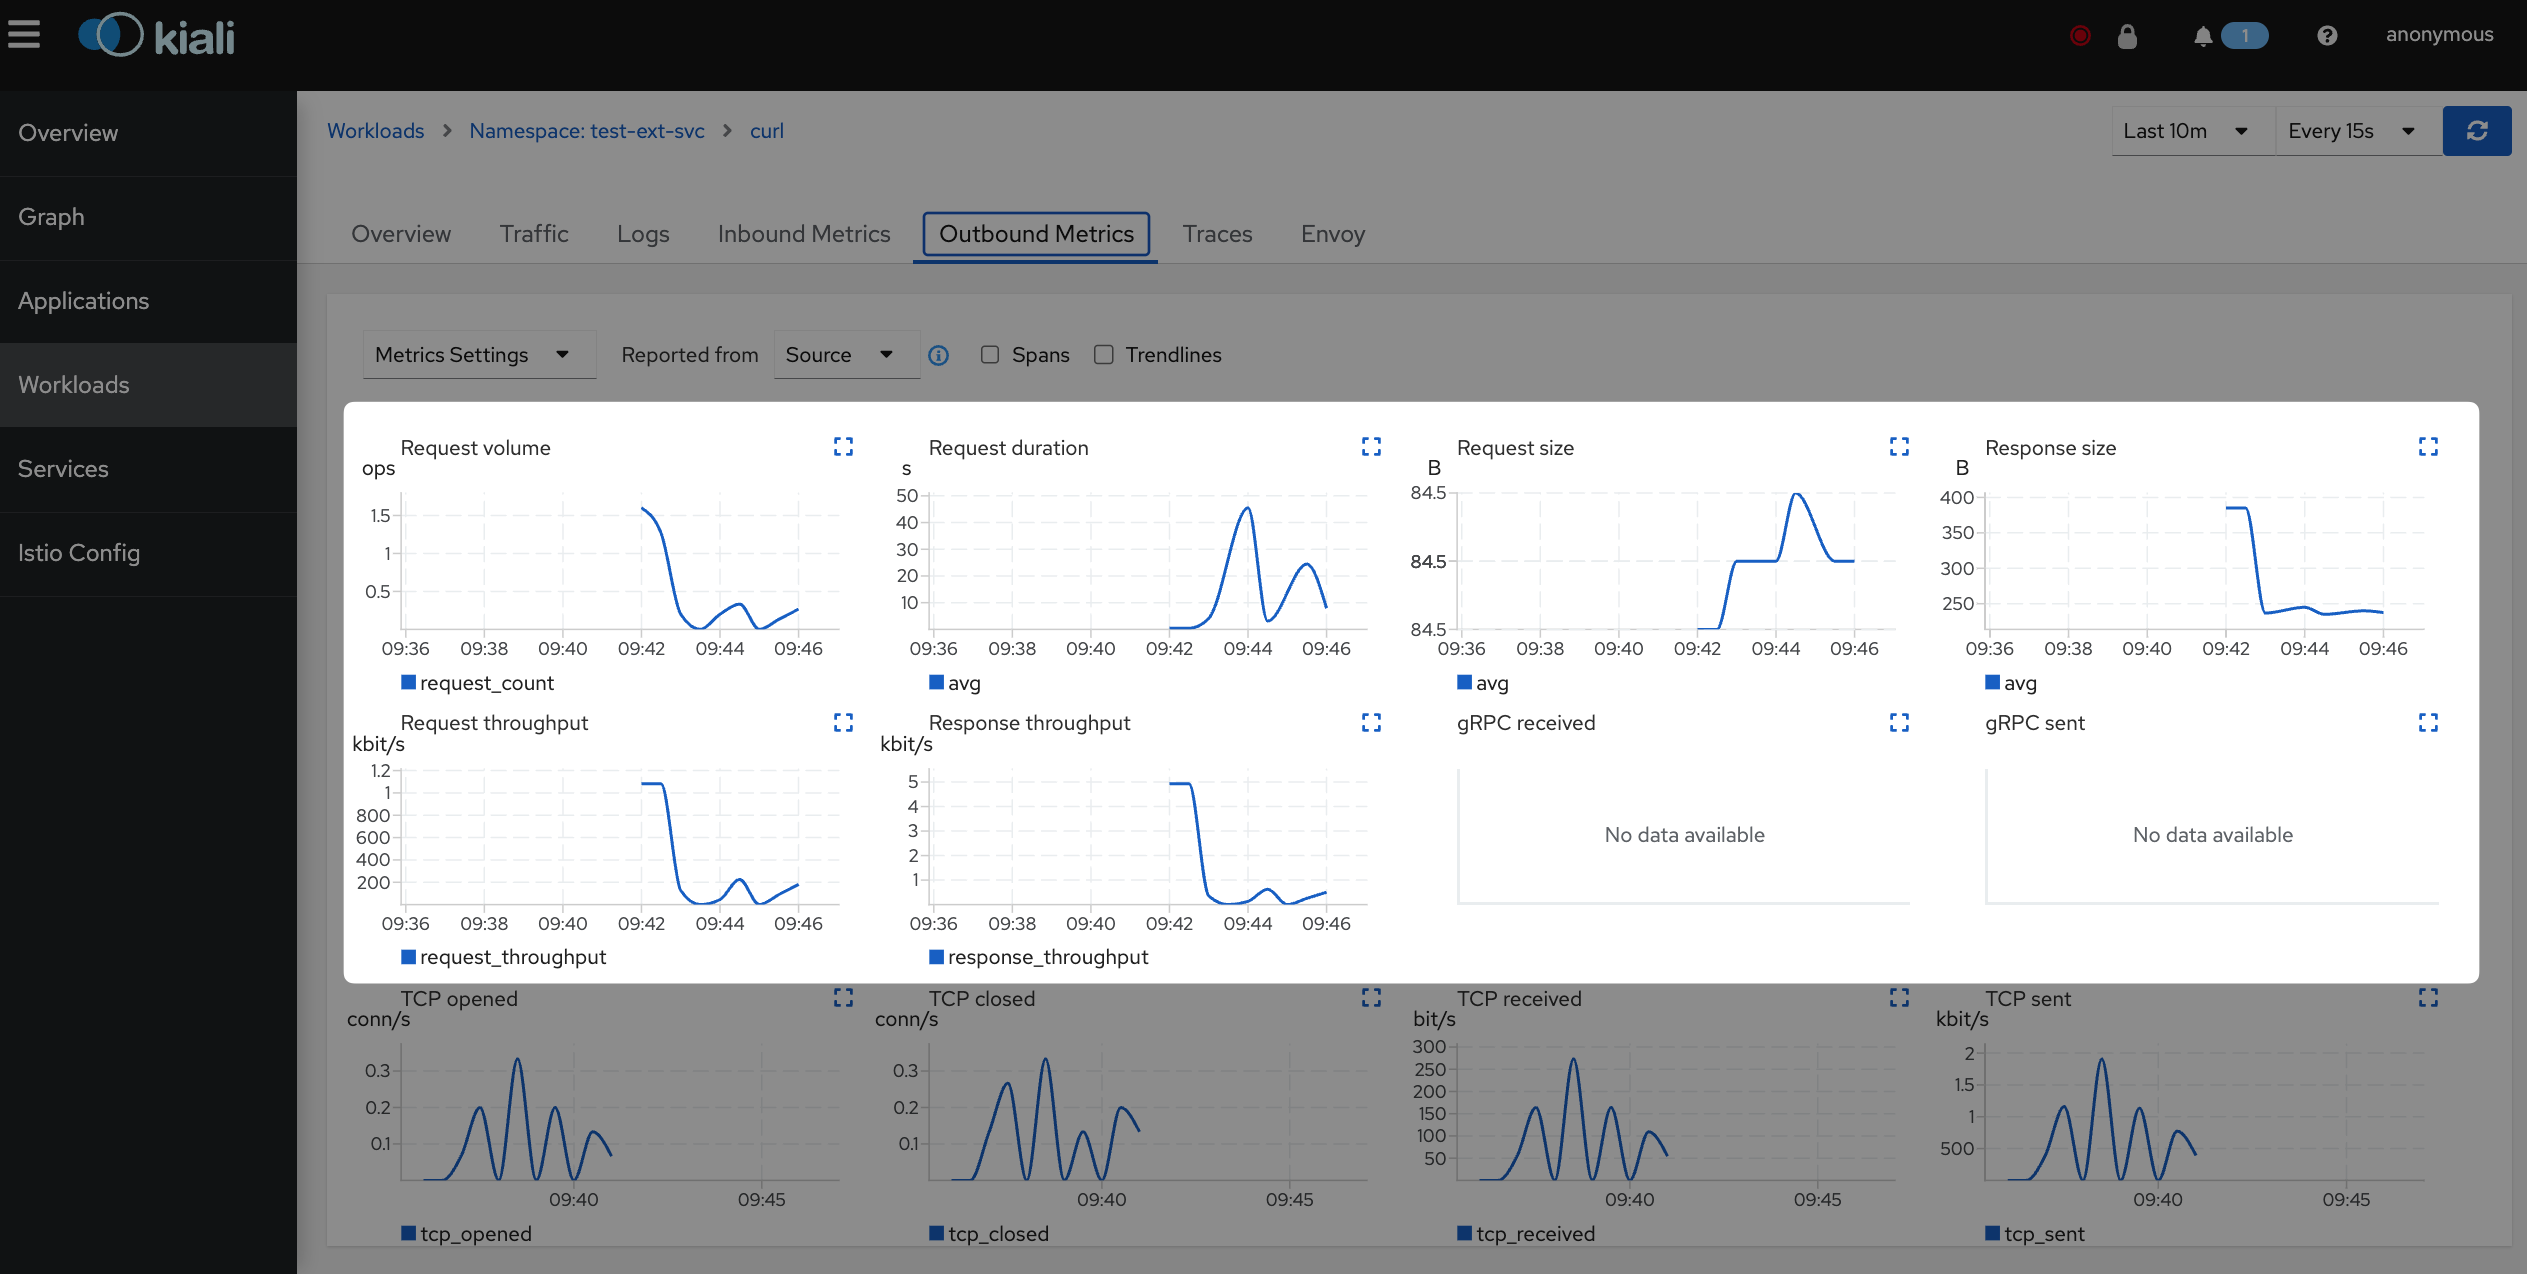 kiali
1
anonymous
Overview
Graph
Applications
Workloads
Services
Istio Config
Workloads
Namespace: test-ext-svc
curl
Last 10m
Every 15s
Overview
Traffic
Logs
Inbound Metrics
Outbound Metrics
Traces
Envoy
Metrics Settings
Reported from
Source
Spans
Trendlines
Request volume
ops
1.5
1
0.5
09:36 09:38 09:40 09:42 09:44 09:46
request_count
Request duration
s
50
40
30
20
10
09:36 09:38 09:40 09:42 09:44 09:46
avg
Request size
B
84.5
84.5
84.5
09:36 09:38 09:40 09:42 09:44 09:46
avg
Response size
B
400
350
300
250
09:36 09:38 09:40 09:42 09:44 09:46
avg
Request throughput
kbit/s
1.2
1
800
600
400
200
09:36 09:38 09:40 09:42 09:44 09:46
request_throughput
Response throughput
kbit/s
5
4
3
2
1
09:36 09:38 09:40 09:42 09:44 09:46
response_throughput
gRPC received
No data available
gRPC sent
No data available
TCP opened
conn/s
0.3
0.2
0.1
09:40 09:45
tcp_opened
TCP closed
conn/s
0.3
0.2
0.1
09:40 09:45
tcp_closed
TCP received
bit/s
300
250
200
150
100
50
09:40 09:45
tcp_received
TCP sent
kbit/s
2
1.5
1
500
09:40 09:45
tcp_sent